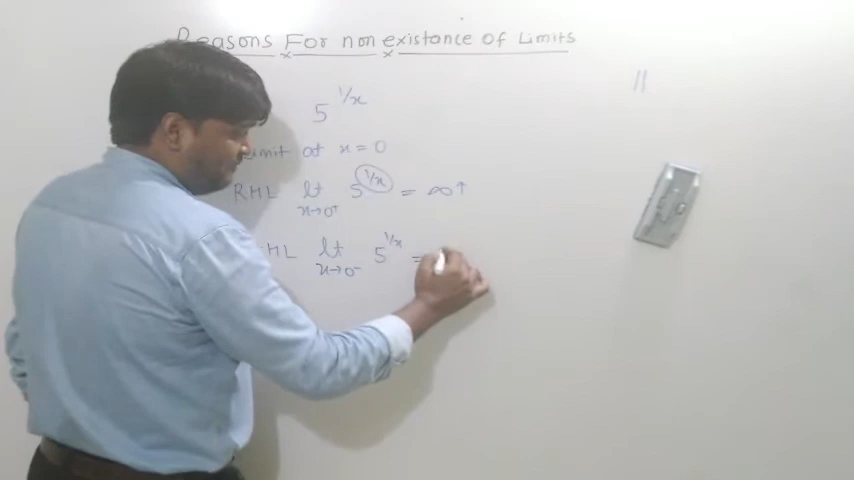 Reasons For non existance of Limits
5^{1/x}
Limit at x = 0
RHL lt x→0⁺ 5^{1/x} = ∞↑
HL lt x→0⁻ 5^{1/x} =